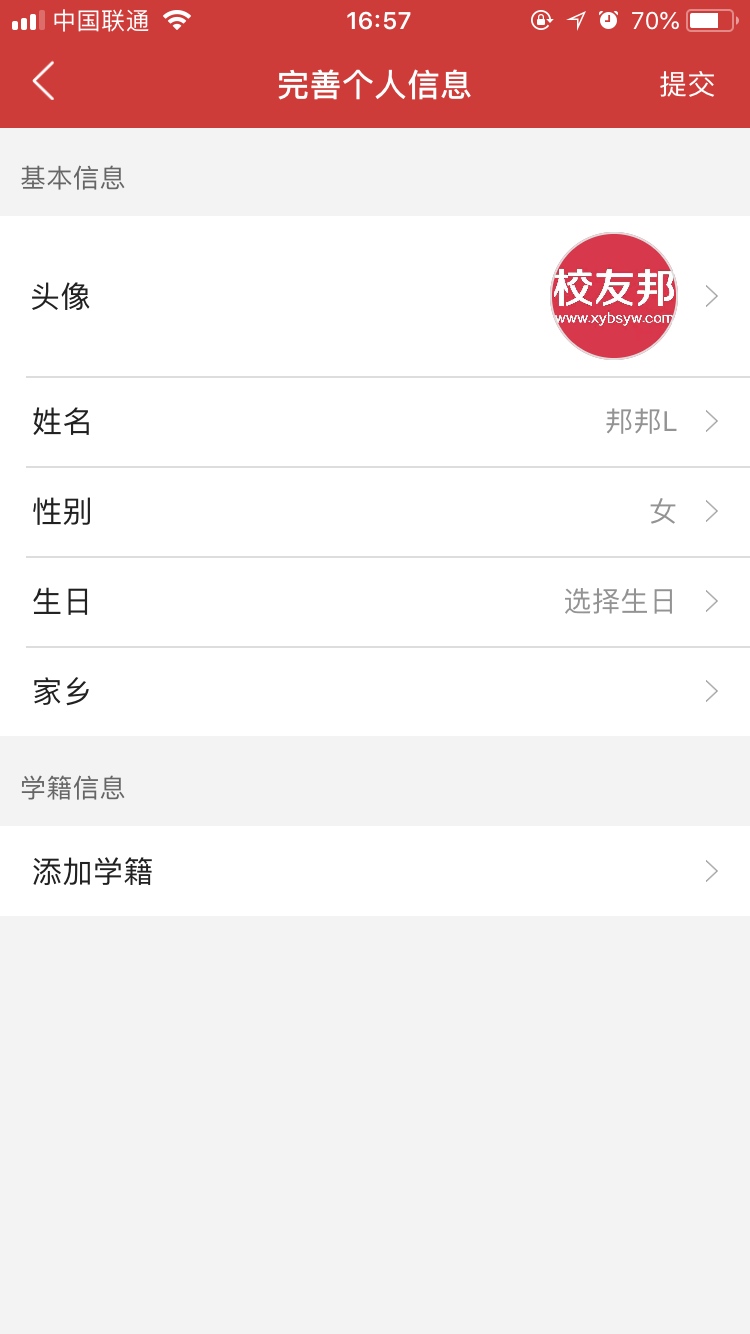 中国联通 16:57 70%
完善个人信息 提交
基本信息
头像
校友邦
www.xybsyw.com
姓名 邦邦L
性别 女
生日 选择生日
家乡
学籍信息
添加学籍